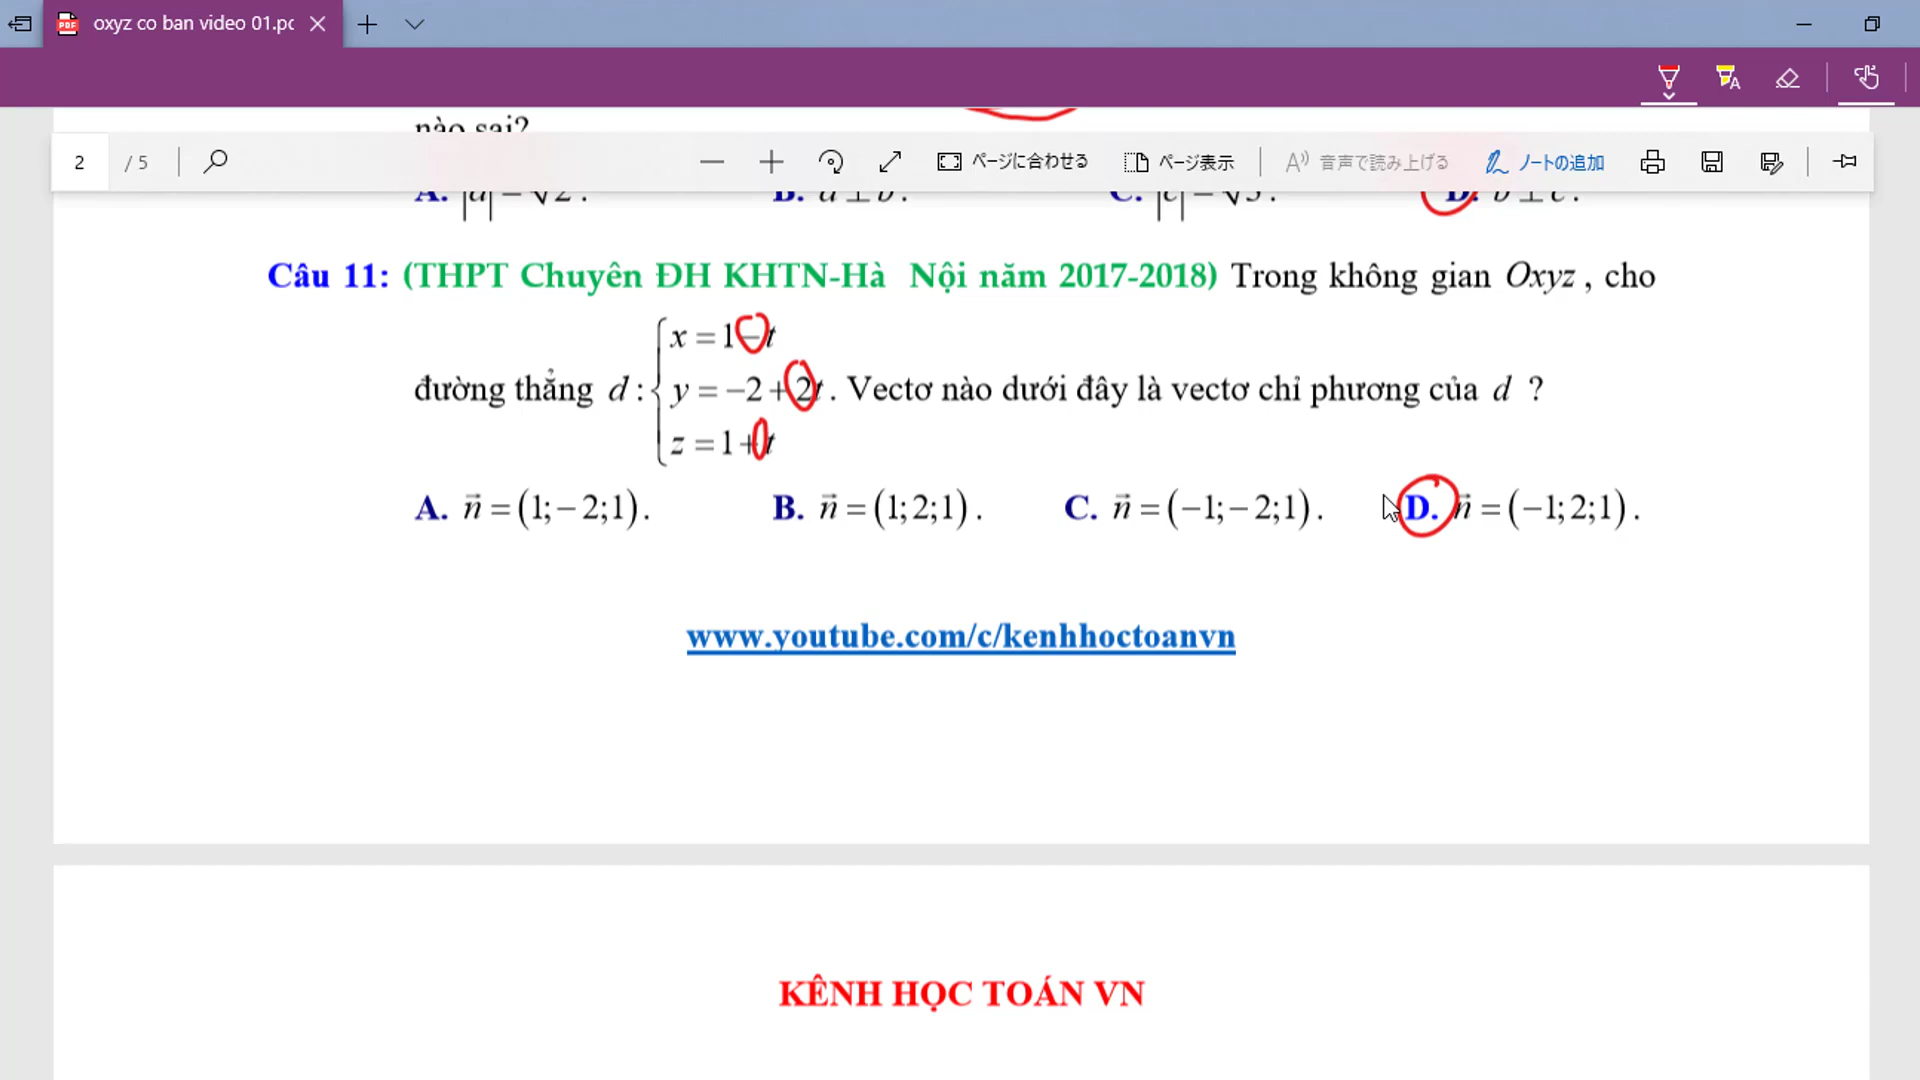 oxyz co ban video 01.pc
nào sai?
2 / 5 ページに合わせる ページ表示 音声で読み上げる ノートの追加
A. |a| = √2 . B. a ⊥ b . C. |c| = √3 . D. b ⊥ c .
Câu 11: (THPT Chuyên ĐH KHTN-Hà Nội năm 2017-2018) Trong không gian Oxyz , cho
x = 1 − t
đường thẳng d : { y = −2 + 2t . Vectơ nào dưới đây là vectơ chỉ phương của d ?
z = 1 + t
A. n⃗ = (1; − 2;1) . B. n⃗ = (1; 2;1) . C. n⃗ = (−1; − 2;1) . D. n⃗ = (−1; 2;1) .
www.youtube.com/c/kenhhoctoanvn
KÊNH HỌC TOÁN VN